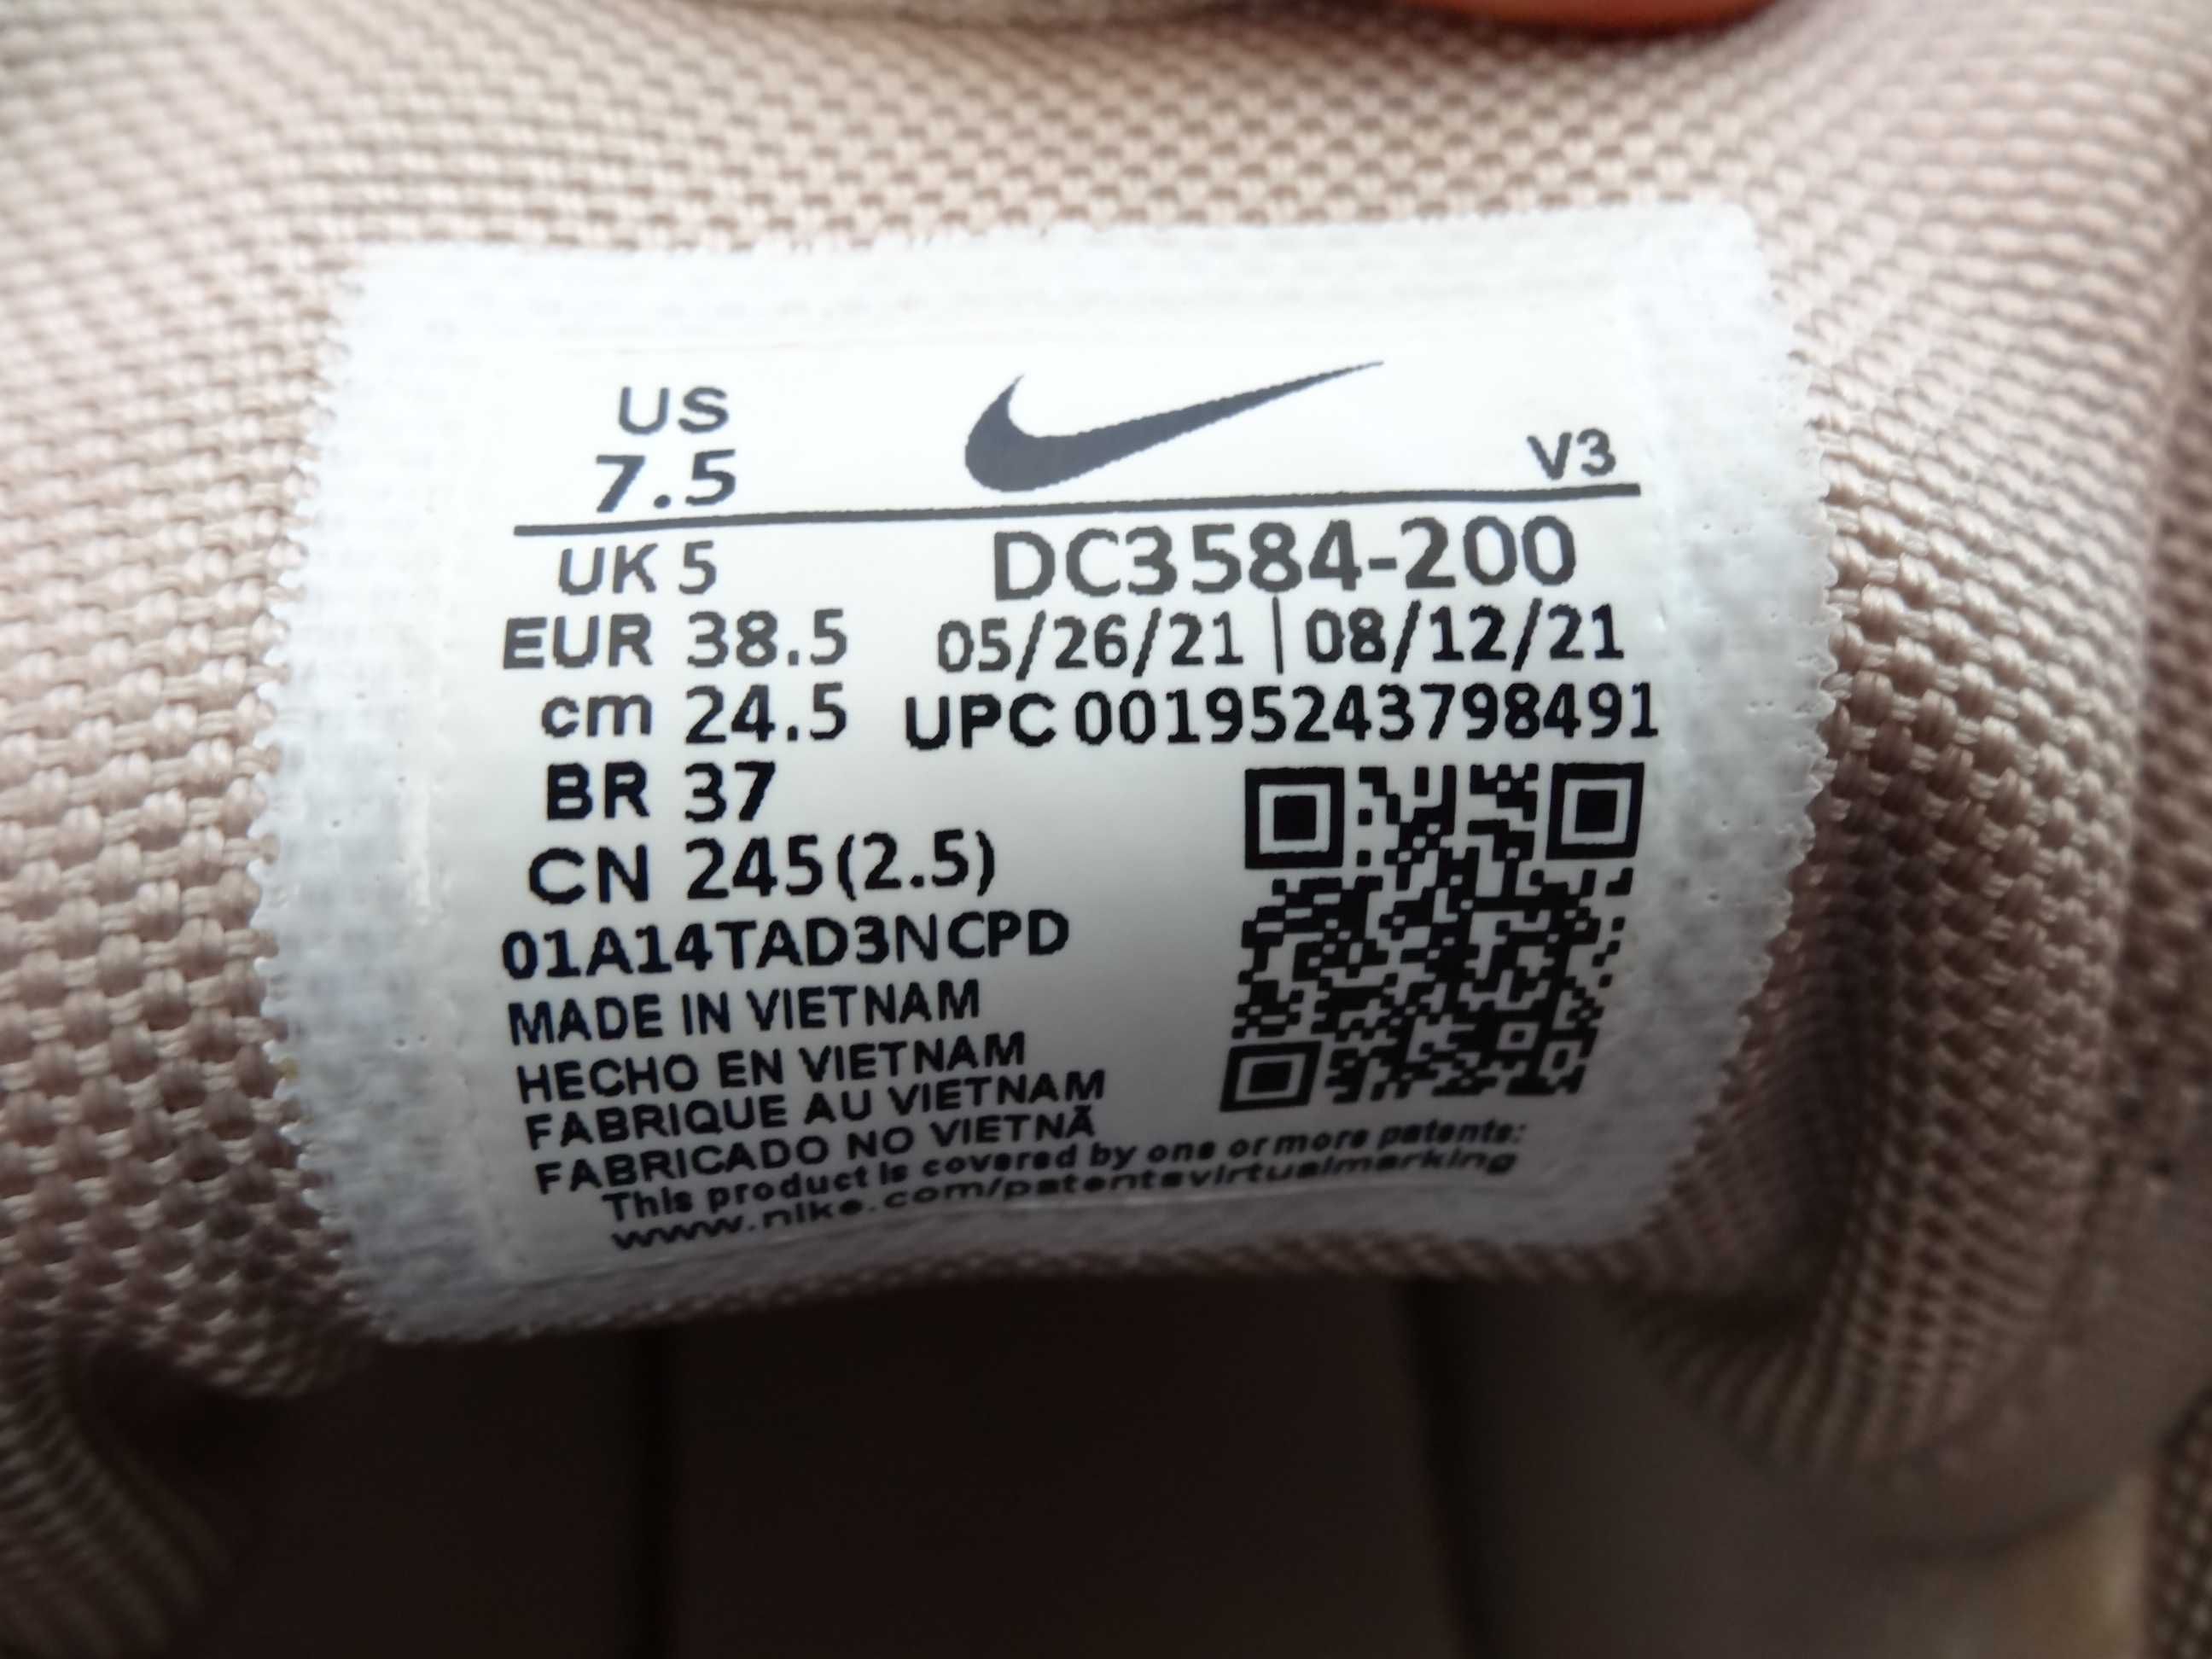 US
7.5
V3
UK 5
DC3584-200
EUR 38.5
05/26/21 | 08/12/21
cm 24.5
UPC 00195243798491
BR 37
CN 245(2.5)
01A14TAD3NCPD
MADE IN VIETNAM
HECHO EN VIETNAM
FABRIQUE AU VIETNAM
FABRICADO NO VIETNÃ
This product is covered by one or more patents:
www.nike.com/patentsvirtualmarking